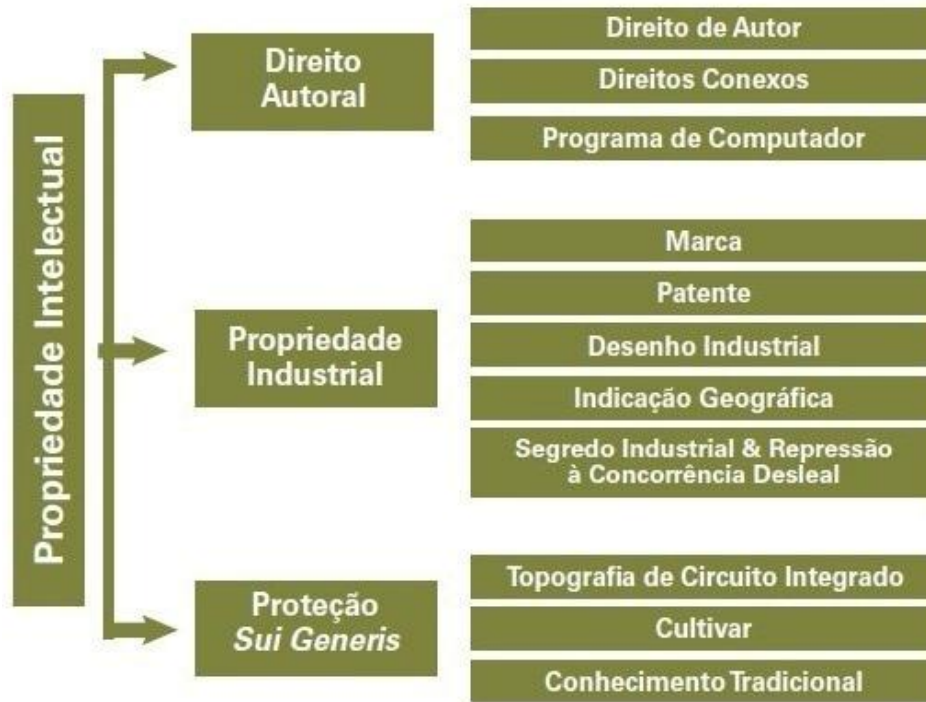 Propriedade Intelectual
Direito
Autoral
Direito de Autor
Direitos Conexos
Programa de Computador
Propriedade
Industrial
Marca
Patente
Desenho Industrial
Indicação Geográfica
Segredo Industrial & Repressão
à Concorrência Desleal
Proteção
Sui Generis
Topografia de Circuito Integrado
Cultivar
Conhecimento Tradicional